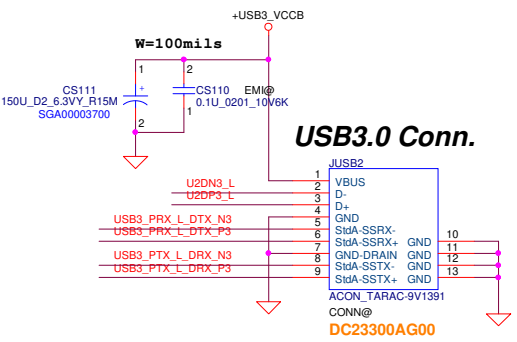 +USB3_VCCB
W=100mils
1
2
CS111
+
CS110
EMI@
150U_D2_6.3VY_R15M
0.1U_0201_10V6K
SGA00003700
2
1
USB3.0 Conn.
JUSB2
1 VBUS
U2DN3_L 2 D-
U2DP3_L 3 D+
4 GND
USB3_PRX_L_DTX_N3 5 StdA-SSRX-
USB3_PRX_L_DTX_P3 6 StdA-SSRX+ GND 10
7 GND-DRAIN GND 11
USB3_PTX_L_DRX_N3 8 StdA-SSTX- GND 12
USB3_PTX_L_DRX_P3 9 StdA-SSTX+ GND 13
ACON_TARAC-9V1391
CONN@
DC23300AG00